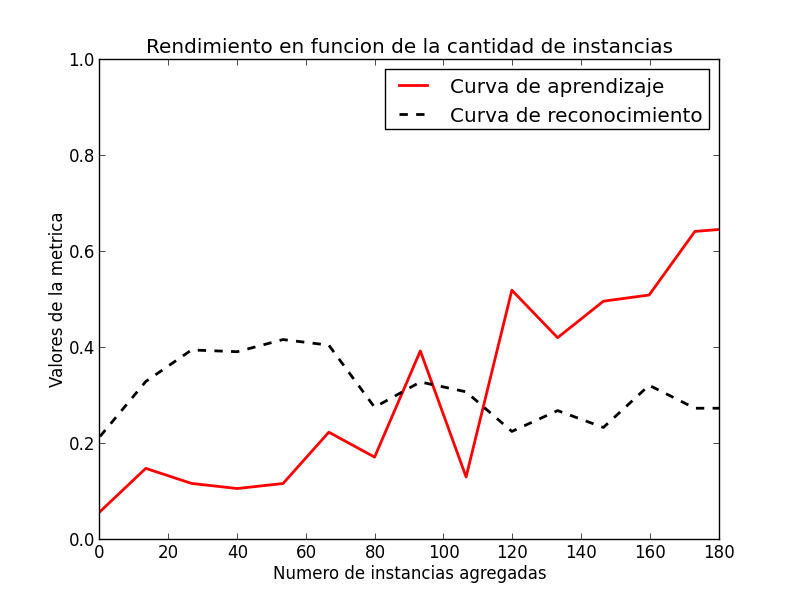 Rendimiento en funcion de la cantidad de instancias
Curva de aprendizaje
Curva de reconocimiento
Valores de la metrica
1.0
0.8
0.6
0.4
0.2
0.0
0 20 40 60 80 100 120 140 160 180
Numero de instancias agregadas